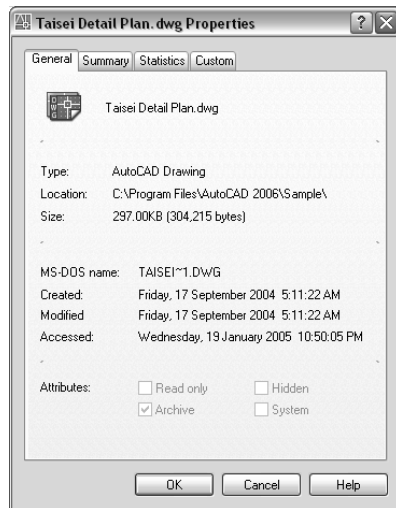 Taisei Detail Plan.dwg Properties
General Summary Statistics Custom
Taisei Detail Plan.dwg
Type: AutoCAD Drawing
Location: C:\Program Files\AutoCAD 2006\Sample\
Size: 297.00KB (304,215 bytes)
MS-DOS name: TAISEI~1.DWG
Created: Friday, 17 September 2004 5:11:22 AM
Modified Friday, 17 September 2004 5:11:22 AM
Accessed: Wednesday, 19 January 2005 10:50:05 PM
Attributes: Read only Hidden
Archive System
OK Cancel Help